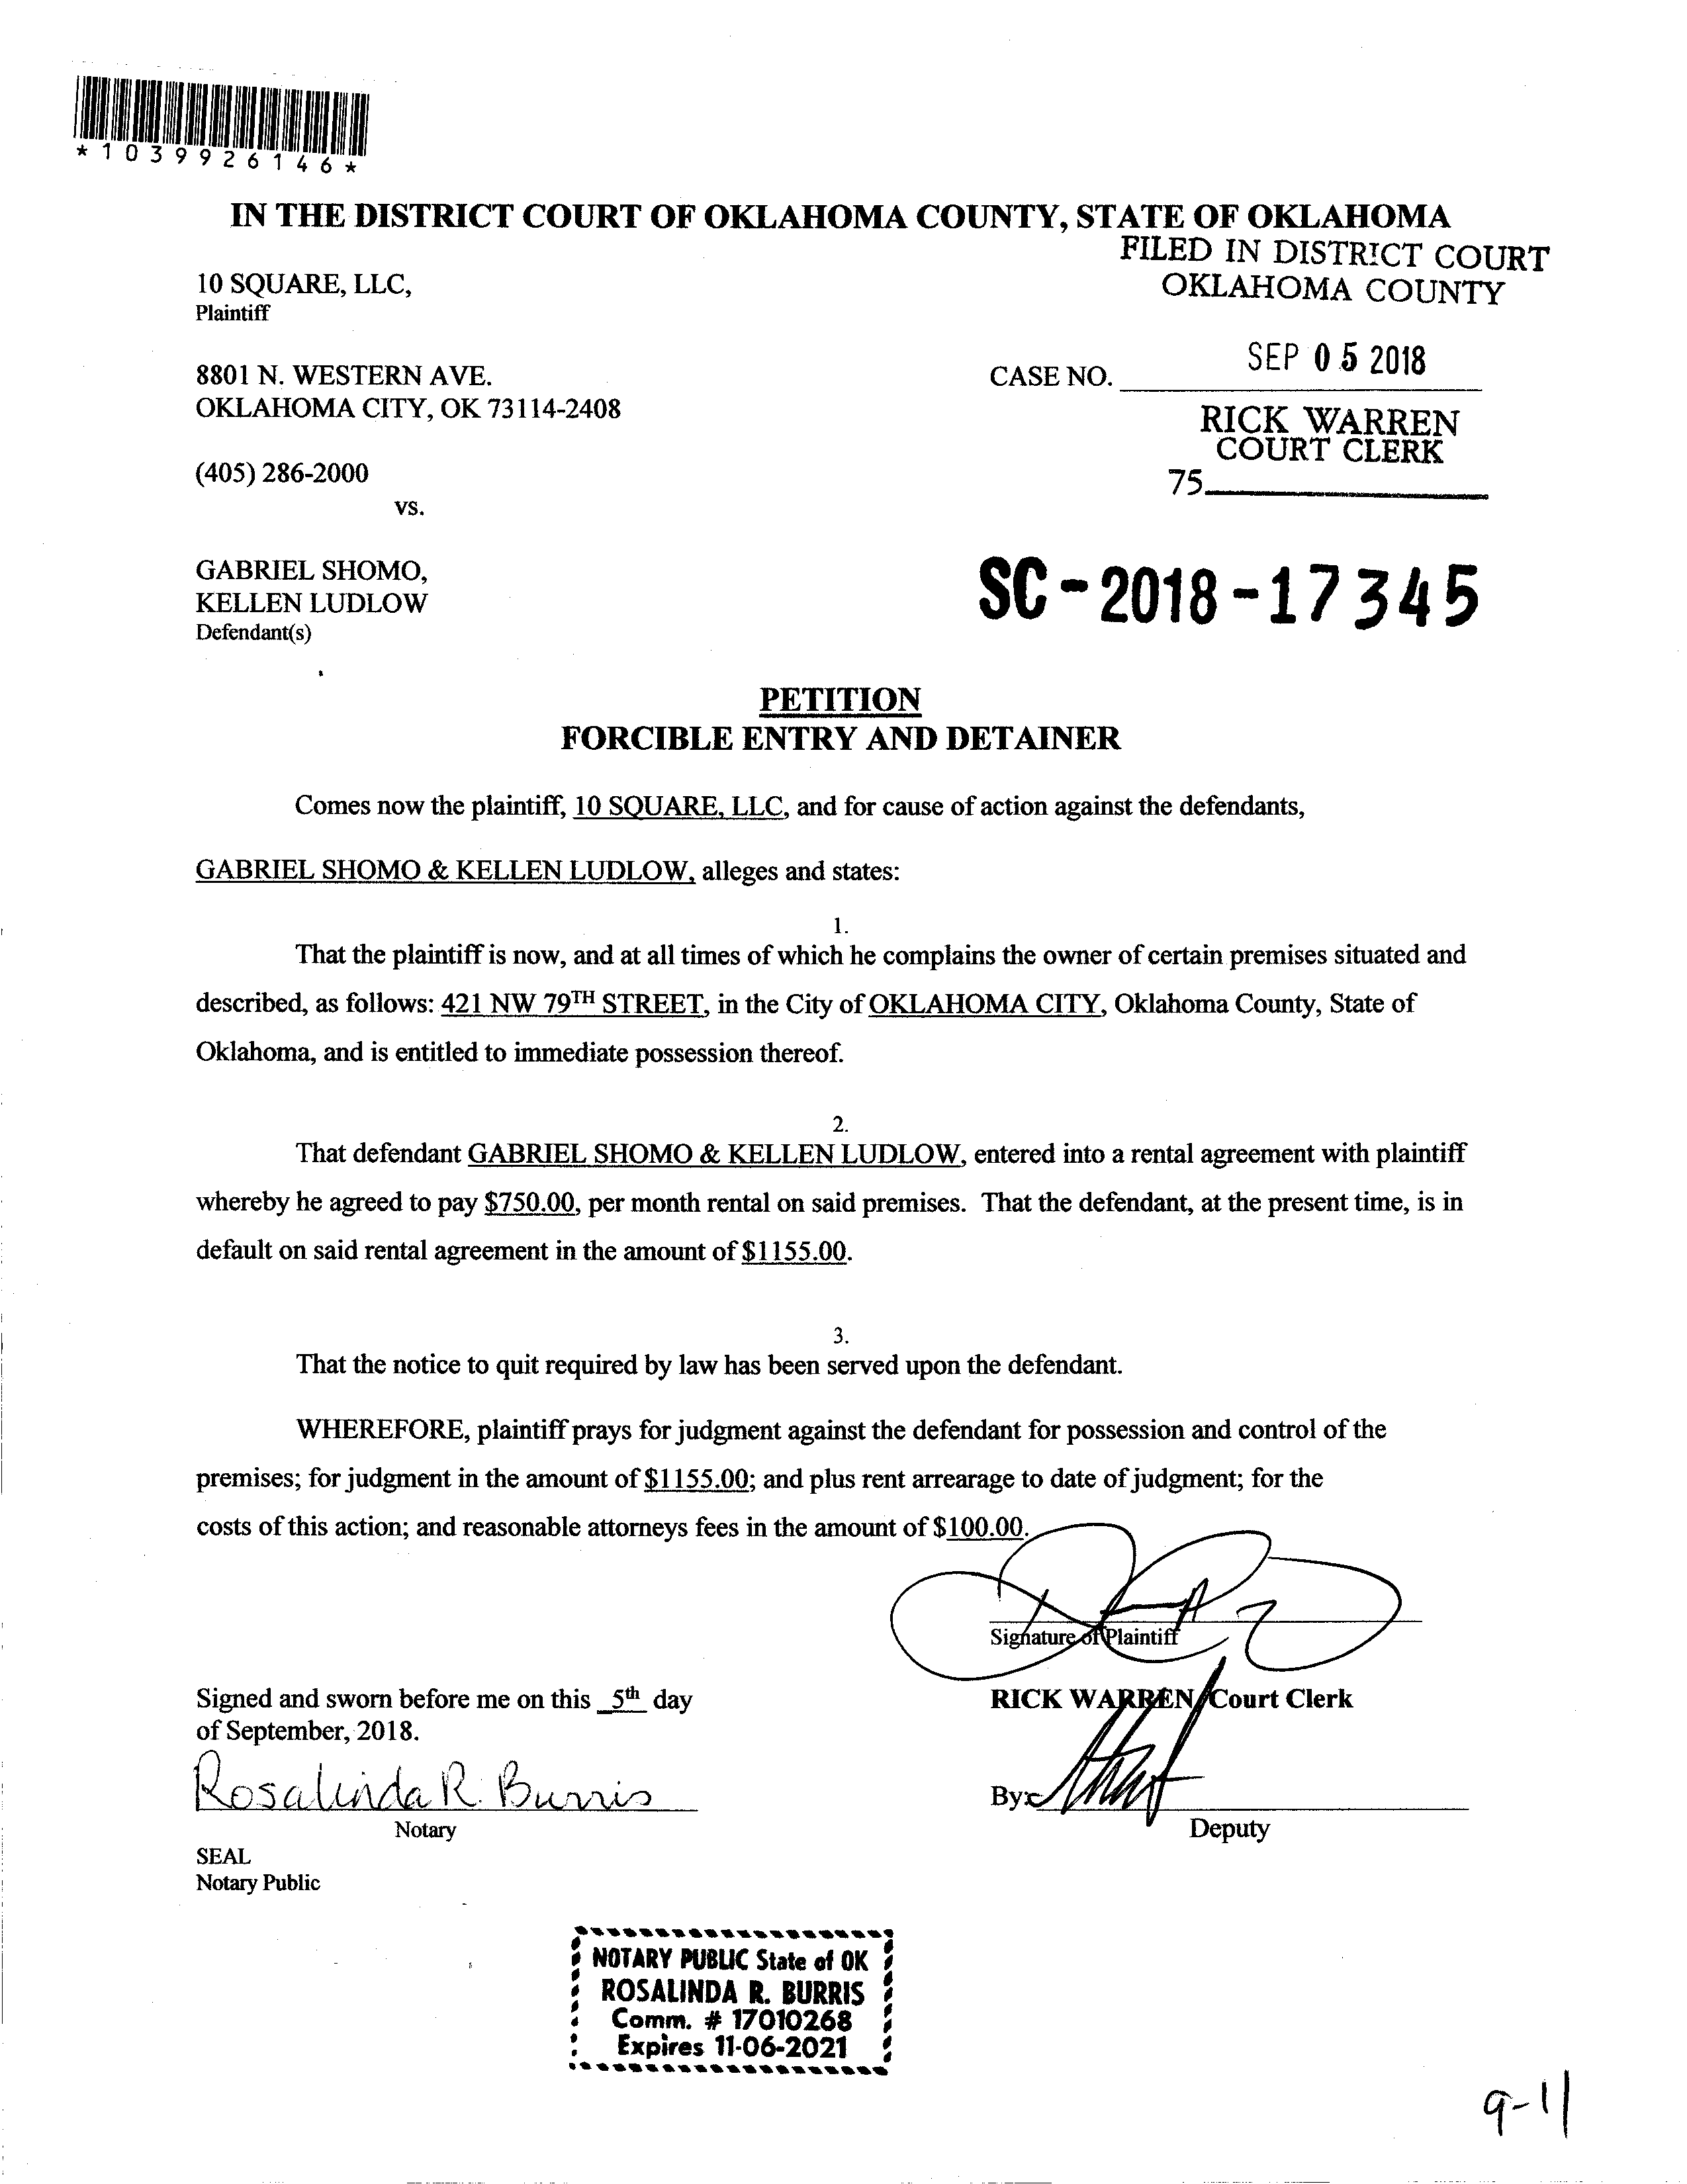 *1039926146*
IN THE DISTRICT COURT OF OKLAHOMA COUNTY, STATE OF OKLAHOMA
FILED IN DISTRICT COURT
OKLAHOMA COUNTY
10 SQUARE, LLC,
Plaintiff
SEP 05 2018
8801 N. WESTERN AVE.
CASE NO.
OKLAHOMA CITY, OK 73114-2408
RICK WARREN
COURT CLERK
(405) 286-2000
75
vs.
GABRIEL SHOMO,
KELLEN LUDLOW
Defendant(s)
SC-2018-17345
PETITION
FORCIBLE ENTRY AND DETAINER
Comes now the plaintiff, 10 SQUARE, LLC, and for cause of action against the defendants,
GABRIEL SHOMO & KELLEN LUDLOW, alleges and states:
1.
That the plaintiff is now, and at all times of which he complains the owner of certain premises situated and
described, as follows: 421 NW 79TH STREET, in the City of OKLAHOMA CITY, Oklahoma County, State of
Oklahoma, and is entitled to immediate possession thereof.
2.
That defendant GABRIEL SHOMO & KELLEN LUDLOW, entered into a rental agreement with plaintiff
whereby he agreed to pay $750.00, per month rental on said premises. That the defendant, at the present time, is in
default on said rental agreement in the amount of $1155.00.
3.
That the notice to quit required by law has been served upon the defendant.
WHEREFORE, plaintiff prays for judgment against the defendant for possession and control of the
premises; for judgment in the amount of $1155.00; and plus rent arrearage to date of judgment; for the
costs of this action; and reasonable attorneys fees in the amount of $100.00.
Signature of Plaintiff
Signed and sworn before me on this 5th day
of September, 2018.
RICK WARREN, Court Clerk
Rosalinda R. Burris
Notary
By:
Deputy
SEAL
Notary Public
NOTARY PUBLIC State of OK
ROSALINDA R. BURRIS
Comm. # 17010268
Expires 11-06-2021
9-11